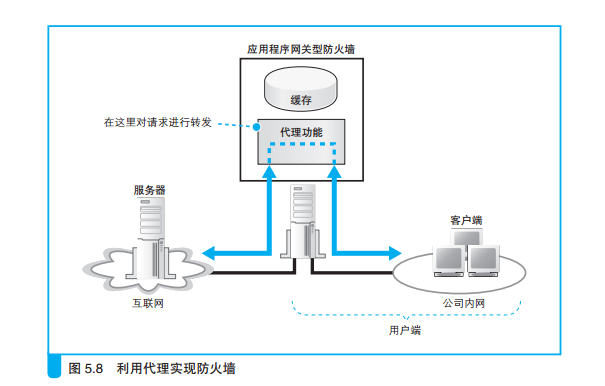 应用程序网关型防火墙
缓存
在这里对请求进行转发
代理功能
服务器
客户端
互联网
公司内网
用户端
图 5.8 利用代理实现防火墙